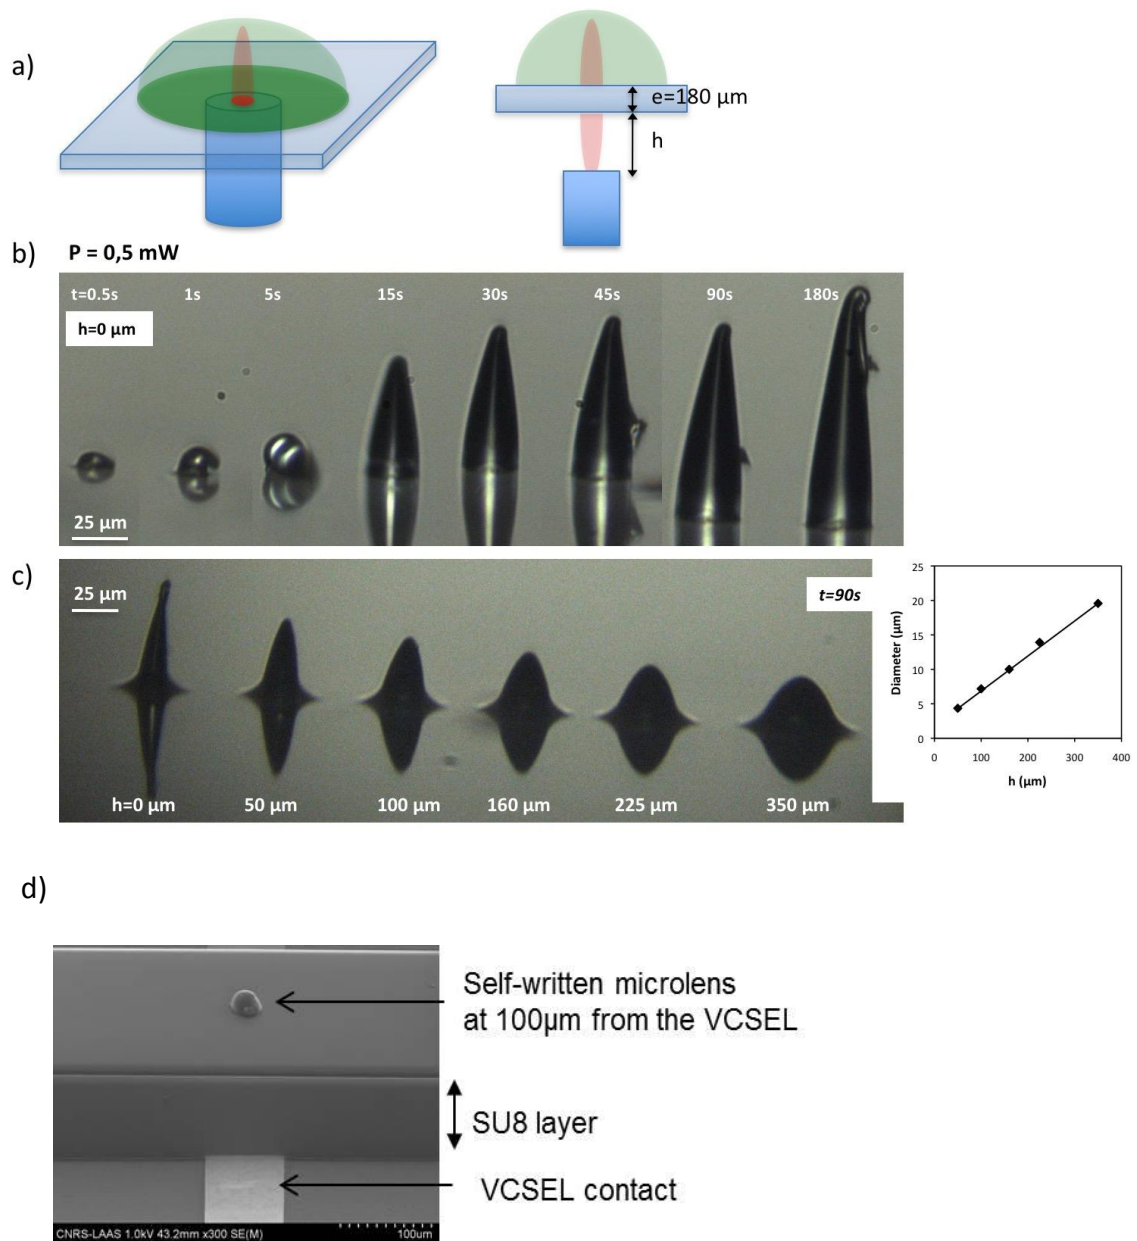 a)
e=180 µm
h
b)
P = 0,5 mW
t=0.5s 1s 5s 15s 30s 45s 90s 180s
h=0 µm
25 µm
c)
25 µm
t=90s
h=0 µm 50 µm 100 µm 160 µm 225 µm 350 µm
Diameter (µm)
25
20
15
10
5
0
0 100 200 300 400
h (µm)
d)
Self-written microlens
at 100µm from the VCSEL
SU8 layer
VCSEL contact
CNRS-LAAS 1.0kV 43.2mm x300 SE(M) 100um